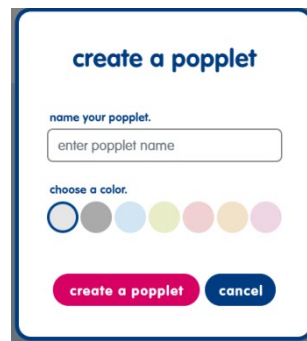 create a popplet
name your popplet.
enter popplet name
choose a color.
create a popplet
cancel